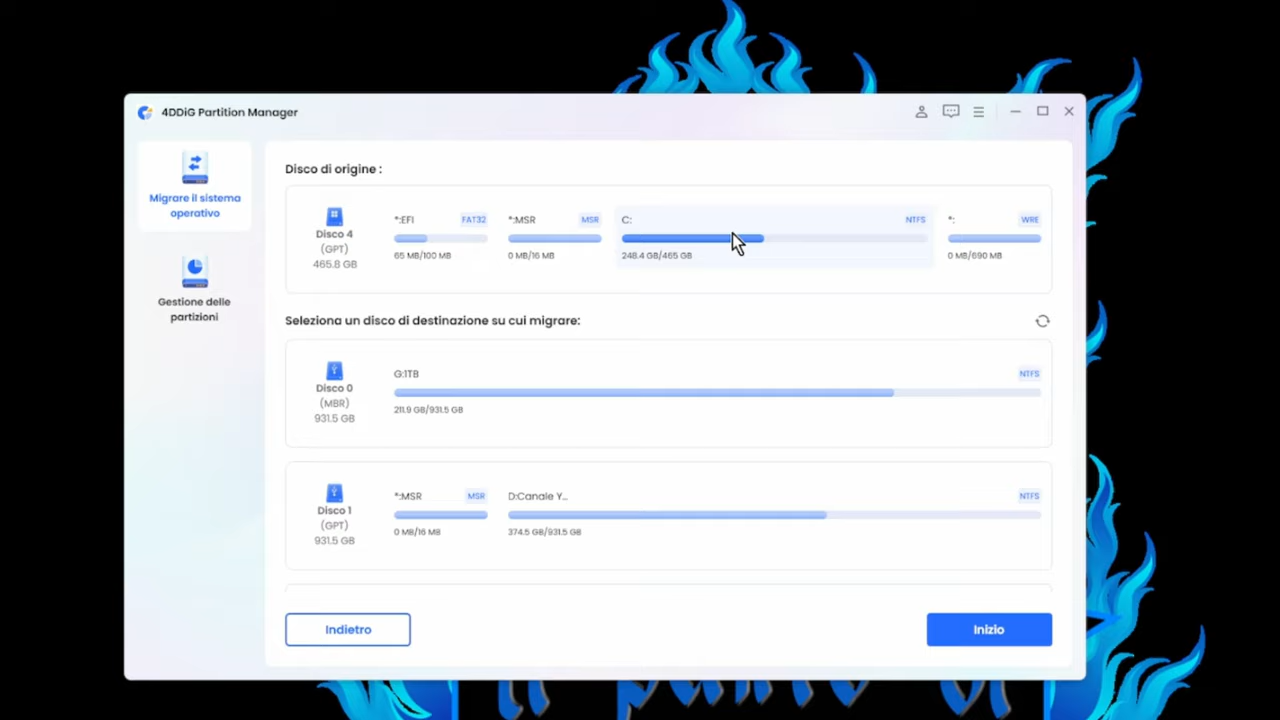 4DDiG Partition Manager
Migrare il sistema
operativo
Gestione delle
partizioni
Disco di origine :
Disco 4
(GPT)
465.8 GB
*:EFI FAT32
65 MB/100 MB
*:MSR MSR
0 MB/16 MB
C: NTFS
248.4 GB/465 GB
*: WRE
0 MB/690 MB
Seleziona un disco di destinazione su cui migrare:
Disco 0
(MBR)
931.5 GB
G:1TB NTFS
211.9 GB/931.5 GB
Disco 1
(GPT)
931.5 GB
*:MSR MSR
0 MB/16 MB
D:Canale Y... NTFS
374.5 GB/931.5 GB
Indietro
Inizio